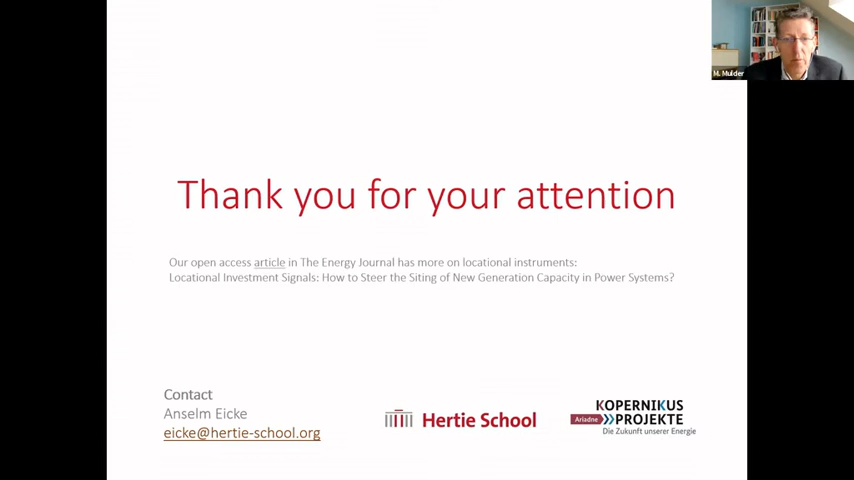 M. Mulder
Thank you for your attention
Our open access article in The Energy Journal has more on locational instruments:
Locational Investment Signals: How to Steer the Siting of New Generation Capacity in Power Systems?
Contact
Anselm Eicke
eicke@hertie-school.org
Hertie School
KOPERNIKUS
Ariadne
PROJEKTE
Die Zukunft unserer Energie